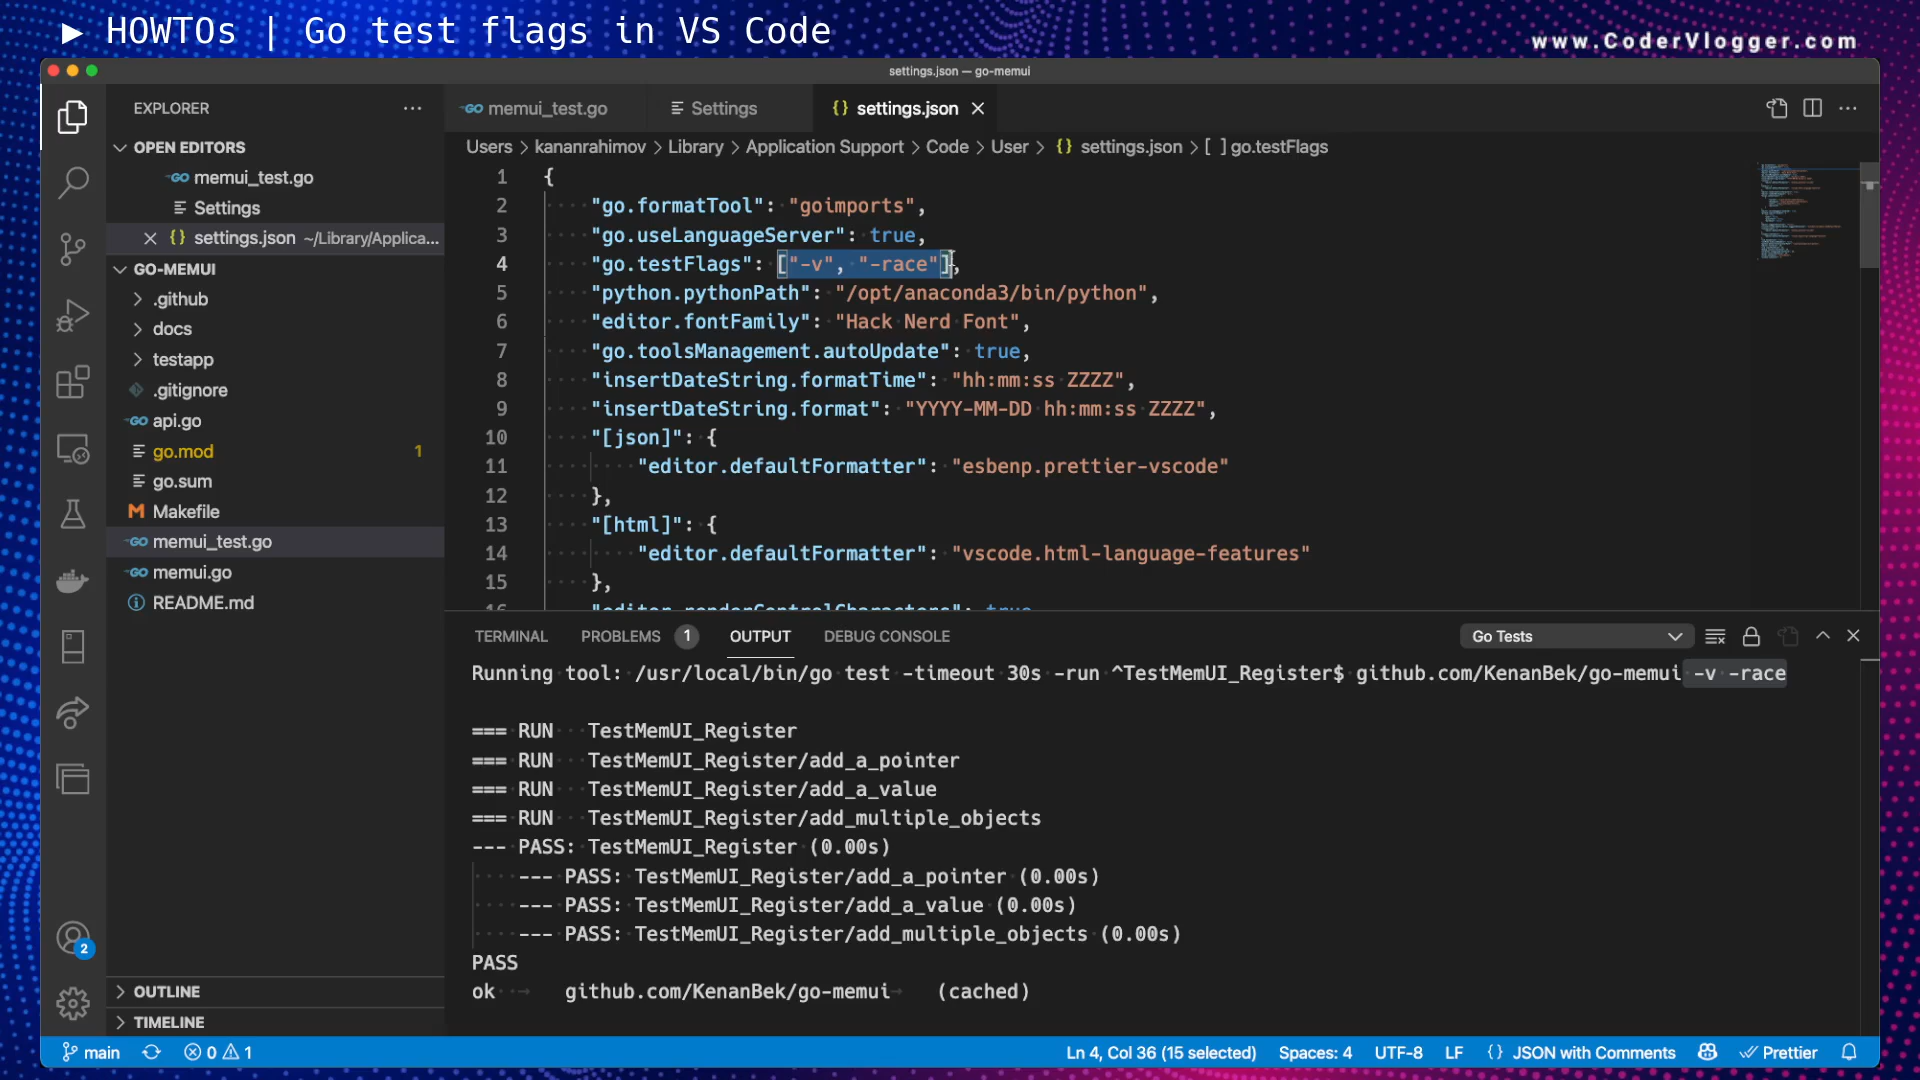 ▶ HOWTOs | Go test flags in VS Code
www.CoderVlogger.com
settings.json — go-memui
EXPLORER
memui_test.go
Settings
{} settings.json
Users > kananrahimov > Library > Application Support > Code > User > {} settings.json > [ ] go.testFlags
OPEN EDITORS
memui_test.go
Settings
{} settings.json ~/Library/Applica...
GO-MEMUI
.github
docs
testapp
.gitignore
api.go
go.mod 1
go.sum
Makefile
memui_test.go
memui.go
README.md
OUTLINE
TIMELINE
2
1 {
2 "go.formatTool": "goimports",
3 "go.useLanguageServer": true,
4 "go.testFlags": ["-v", "-race"],
5 "python.pythonPath": "/opt/anaconda3/bin/python",
6 "editor.fontFamily": "Hack Nerd Font",
7 "go.toolsManagement.autoUpdate": true,
8 "insertDateString.formatTime": "hh:mm:ss ZZZZ",
9 "insertDateString.format": "YYYY-MM-DD hh:mm:ss ZZZZ",
10 "[json]": {
11 "editor.defaultFormatter": "esbenp.prettier-vscode"
12 },
13 "[html]": {
14 "editor.defaultFormatter": "vscode.html-language-features"
15 },
16 "editor.renderControlCharacters": true
TERMINAL PROBLEMS 1 OUTPUT DEBUG CONSOLE Go Tests
Running tool: /usr/local/bin/go test -timeout 30s -run ^TestMemUI_Register$ github.com/KenanBek/go-memui -v -race
=== RUN TestMemUI_Register
=== RUN TestMemUI_Register/add_a_pointer
=== RUN TestMemUI_Register/add_a_value
=== RUN TestMemUI_Register/add_multiple_objects
--- PASS: TestMemUI_Register (0.00s)
--- PASS: TestMemUI_Register/add_a_pointer (0.00s)
--- PASS: TestMemUI_Register/add_a_value (0.00s)
--- PASS: TestMemUI_Register/add_multiple_objects (0.00s)
PASS
ok github.com/KenanBek/go-memui (cached)
main 0 1 Ln 4, Col 36 (15 selected) Spaces: 4 UTF-8 LF {} JSON with Comments Prettier